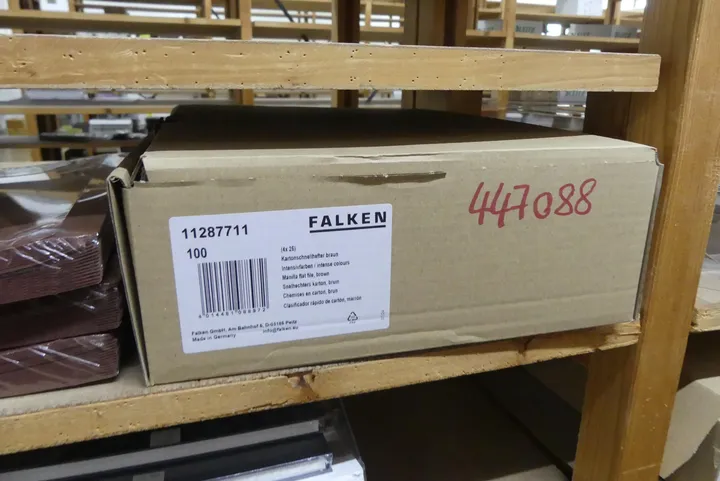 11287711
FALKEN
100
(4x 25)
Kartonschnellhefter braun
Intensivfarben / intense colours
Manilla flat file, brown
Snelhechters karton, bruin
Chemises en carton, brun
Clasificador rápido de cartón, marrón
Falken GmbH, Am Bahnhof 5, D-03185 Peitz
info@falken.de
Made in Germany
447088